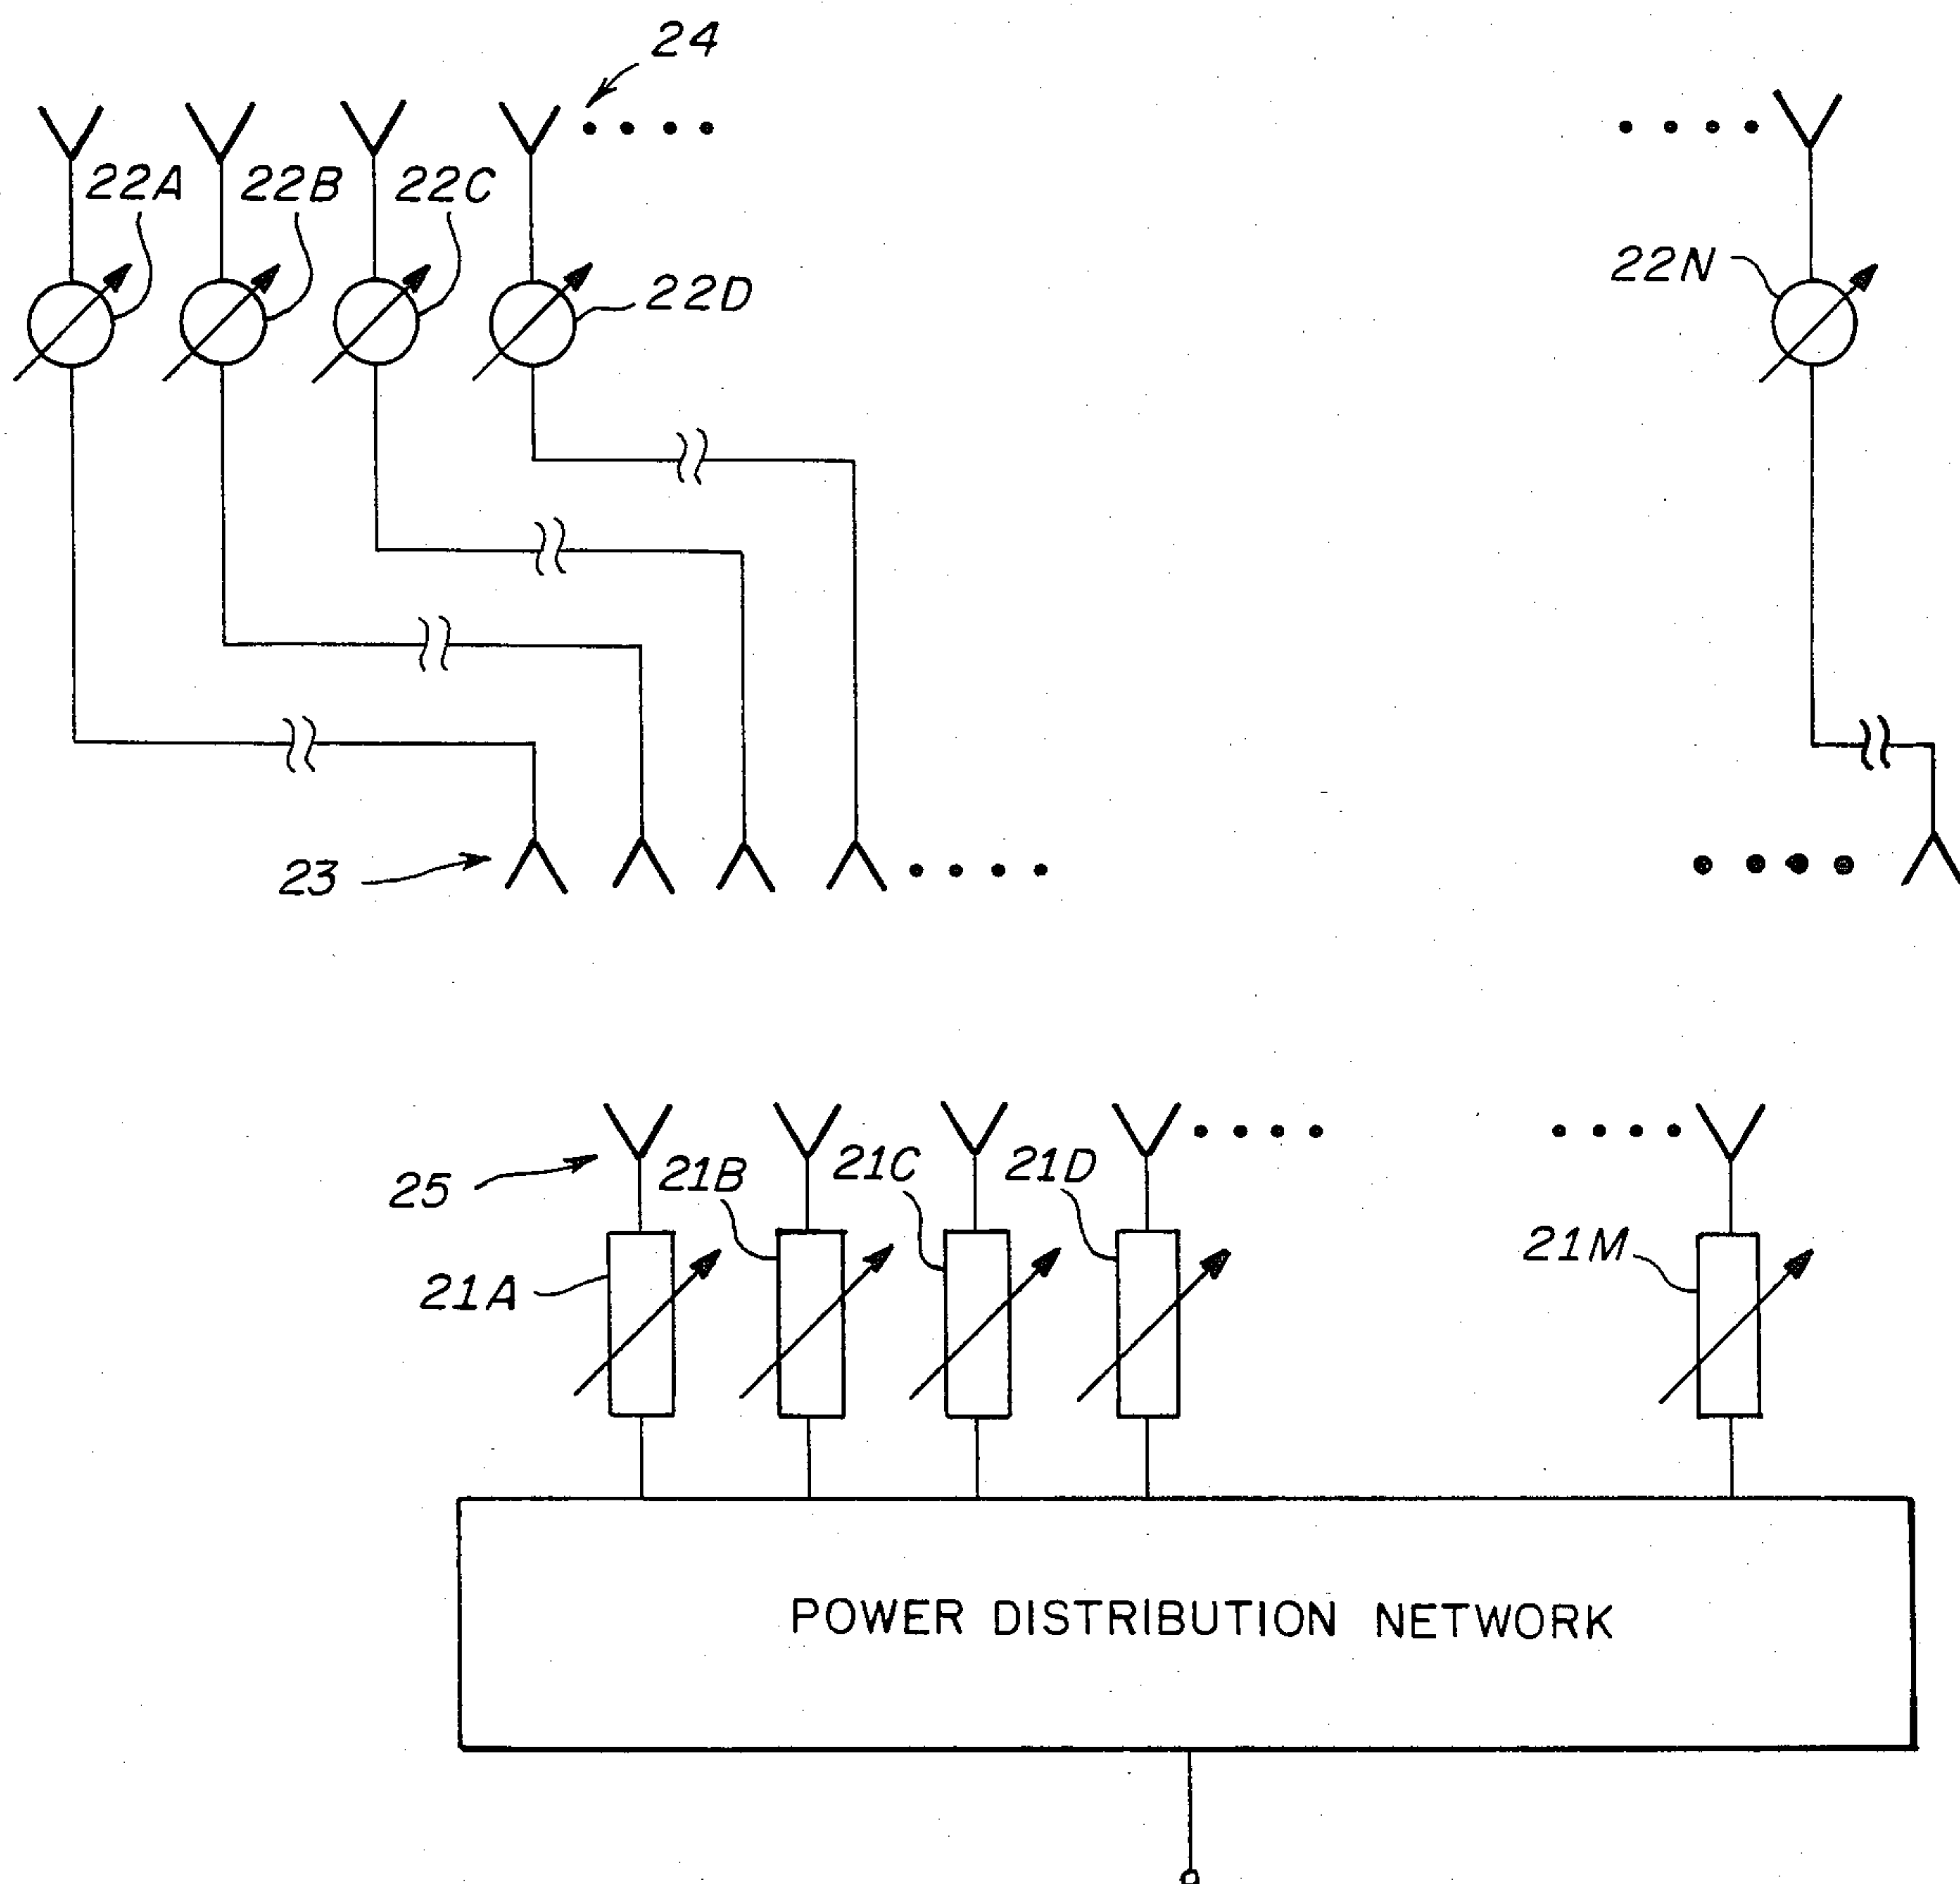 24
22A
22B
22C
22D
22N
23
25
21B
21C
21D
21A
21M
POWER DISTRIBUTION NETWORK